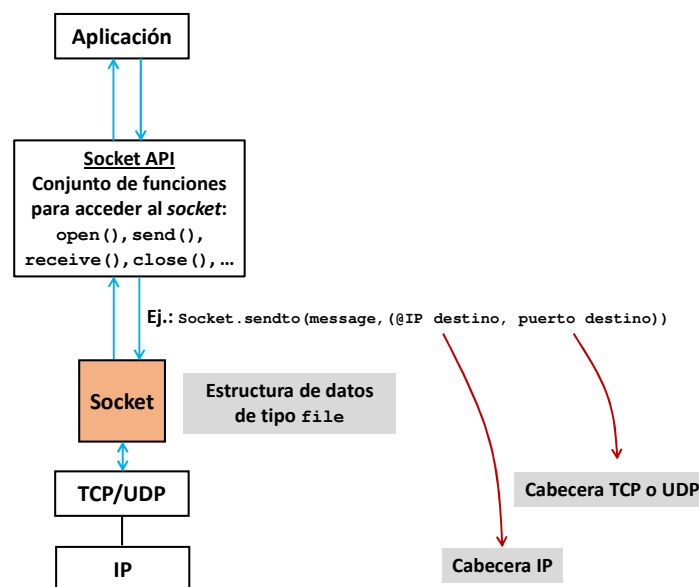 Aplicación
Socket API
Conjunto de funciones
para acceder al socket:
open(), send(),
receive(), close(), …
Ej.: Socket.sendto(message,(@IP destino, puerto destino))
Socket
Estructura de datos
de tipo file
TCP/UDP
Cabecera TCP o UDP
IP
Cabecera IP